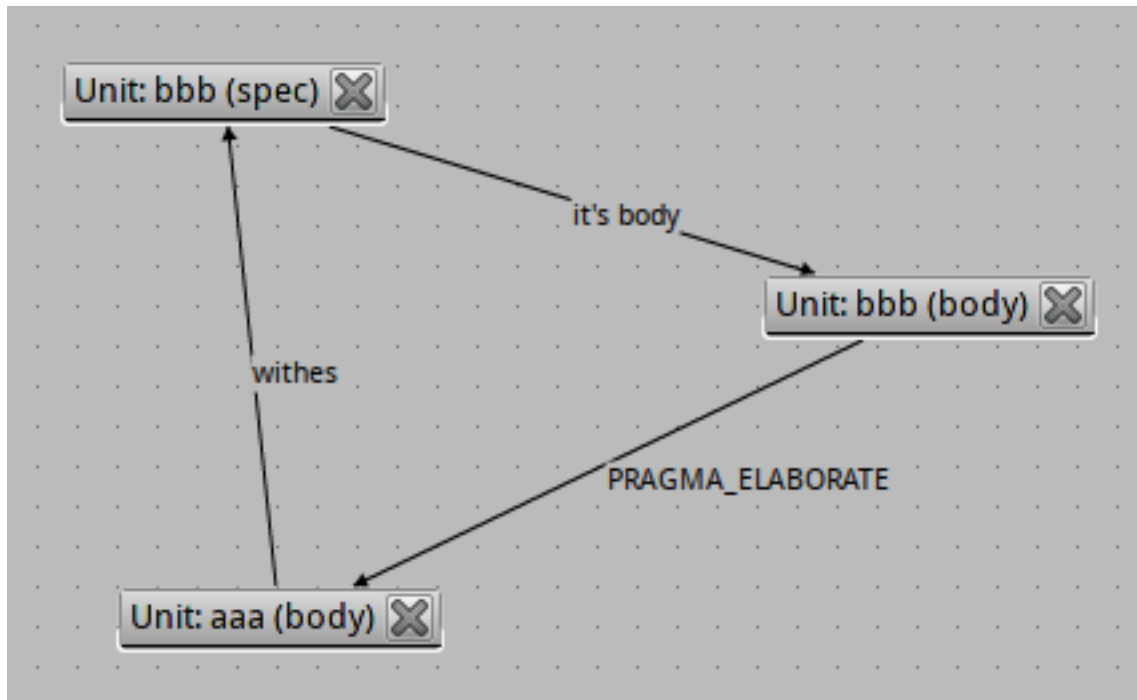 Unit: bbb (spec)
it's body
Unit: bbb (body)
withes
PRAGMA_ELABORATE
Unit: aaa (body)